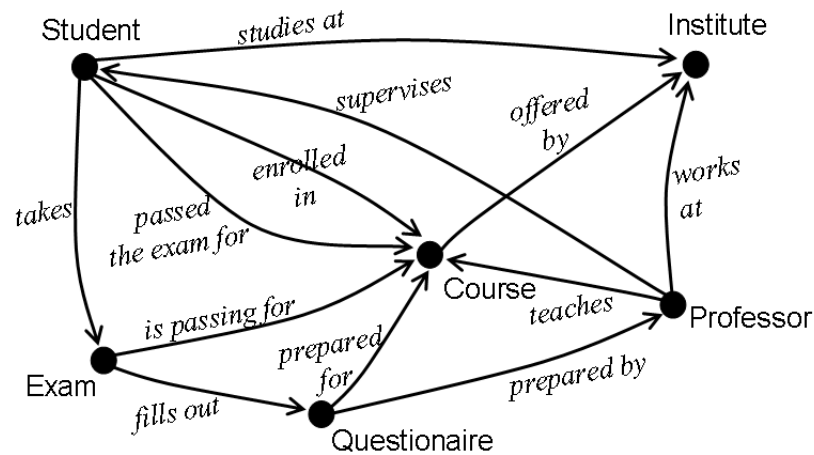 Student
studies at
Institute
supervises
offered
by
enrolled
in
works
at
takes
passed
the exam for
Course
is passing for
teaches
Professor
prepared
for
Exam
fills out
prepared by
Questionaire